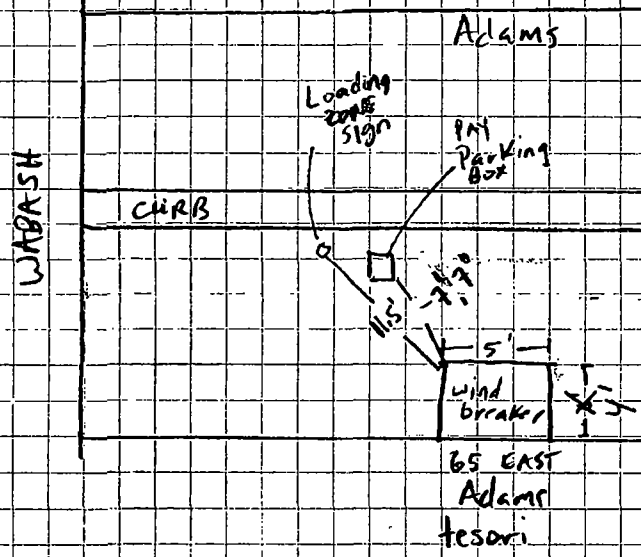 Adams
Loading
zone
sign
PAY
Parking
Box
WABASH
CURB
11.5'
5'
wind
breaker
65 EAST
Adams
tesori